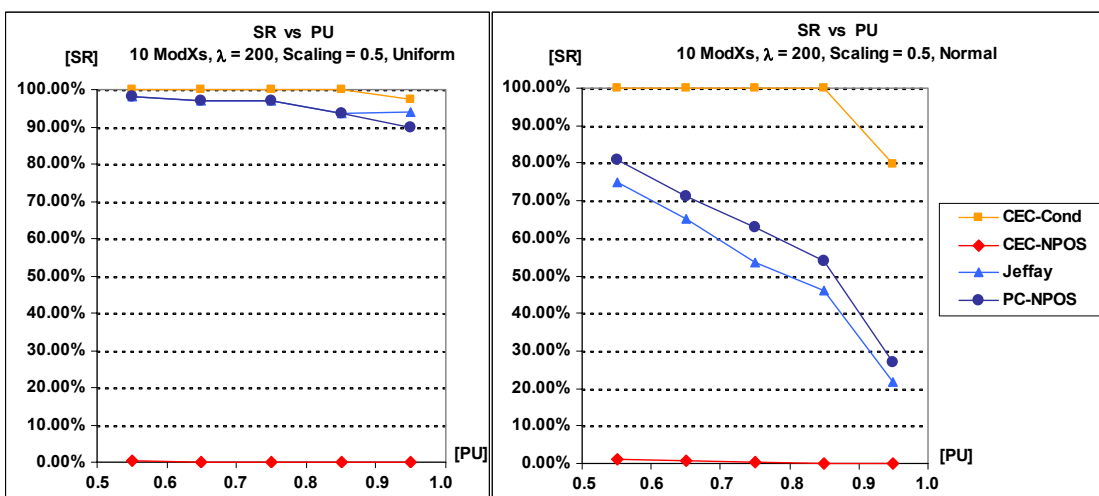 SR vs PU
[SR]
10 ModXs, λ = 200, Scaling = 0.5, Uniform
100.00%
90.00%
80.00%
70.00%
60.00%
50.00%
40.00%
30.00%
20.00%
10.00%
0.00%
[PU]
0.5 0.6 0.7 0.8 0.9 1.0
SR vs PU
[SR]
10 ModXs, λ = 200, Scaling = 0.5, Normal
100.00%
90.00%
80.00%
70.00%
60.00%
50.00%
40.00%
30.00%
20.00%
10.00%
0.00%
[PU]
0.5 0.6 0.7 0.8 0.9 1.0
CEC-Cond
CEC-NPOS
Jeffay
PC-NPOS